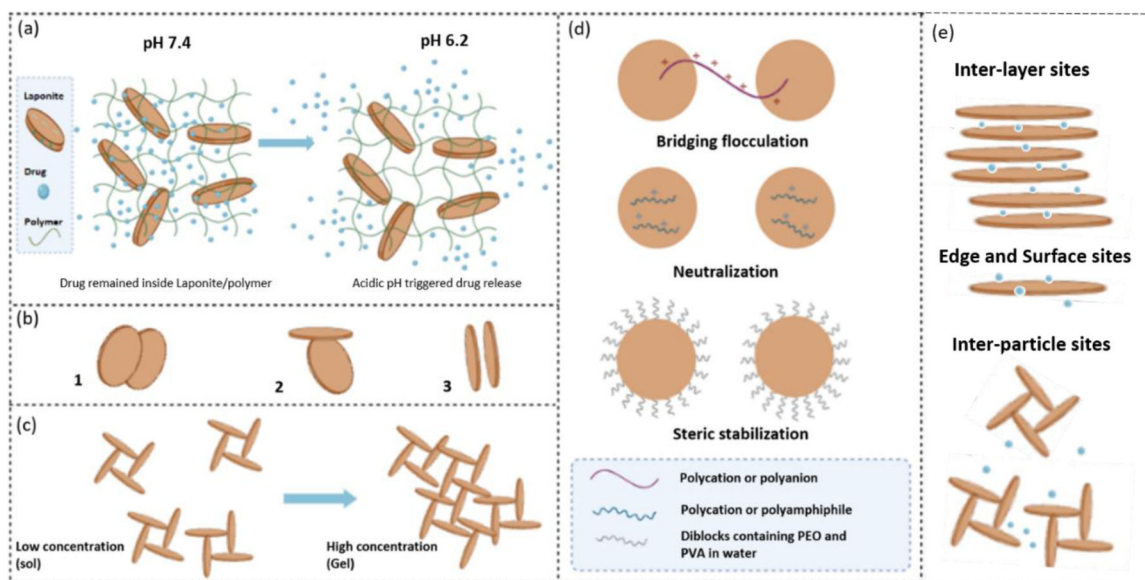 (a)
pH 7.4
pH 6.2
Laponite
Drug
Polymer
Drug remained inside Laponite/polymer
Acidic pH triggered drug release
(b)
1
2
3
(c)
Low concentration
(sol)
High concentration
(Gel)
(d)
+ + + + + +
Bridging flocculation
Neutralization
Steric stabilization
Polycation or polyanion
Polycation or polyamphiphile
Diblocks containing PEO and
PVA in water
(e)
Inter-layer sites
Edge and Surface sites
Inter-particle sites